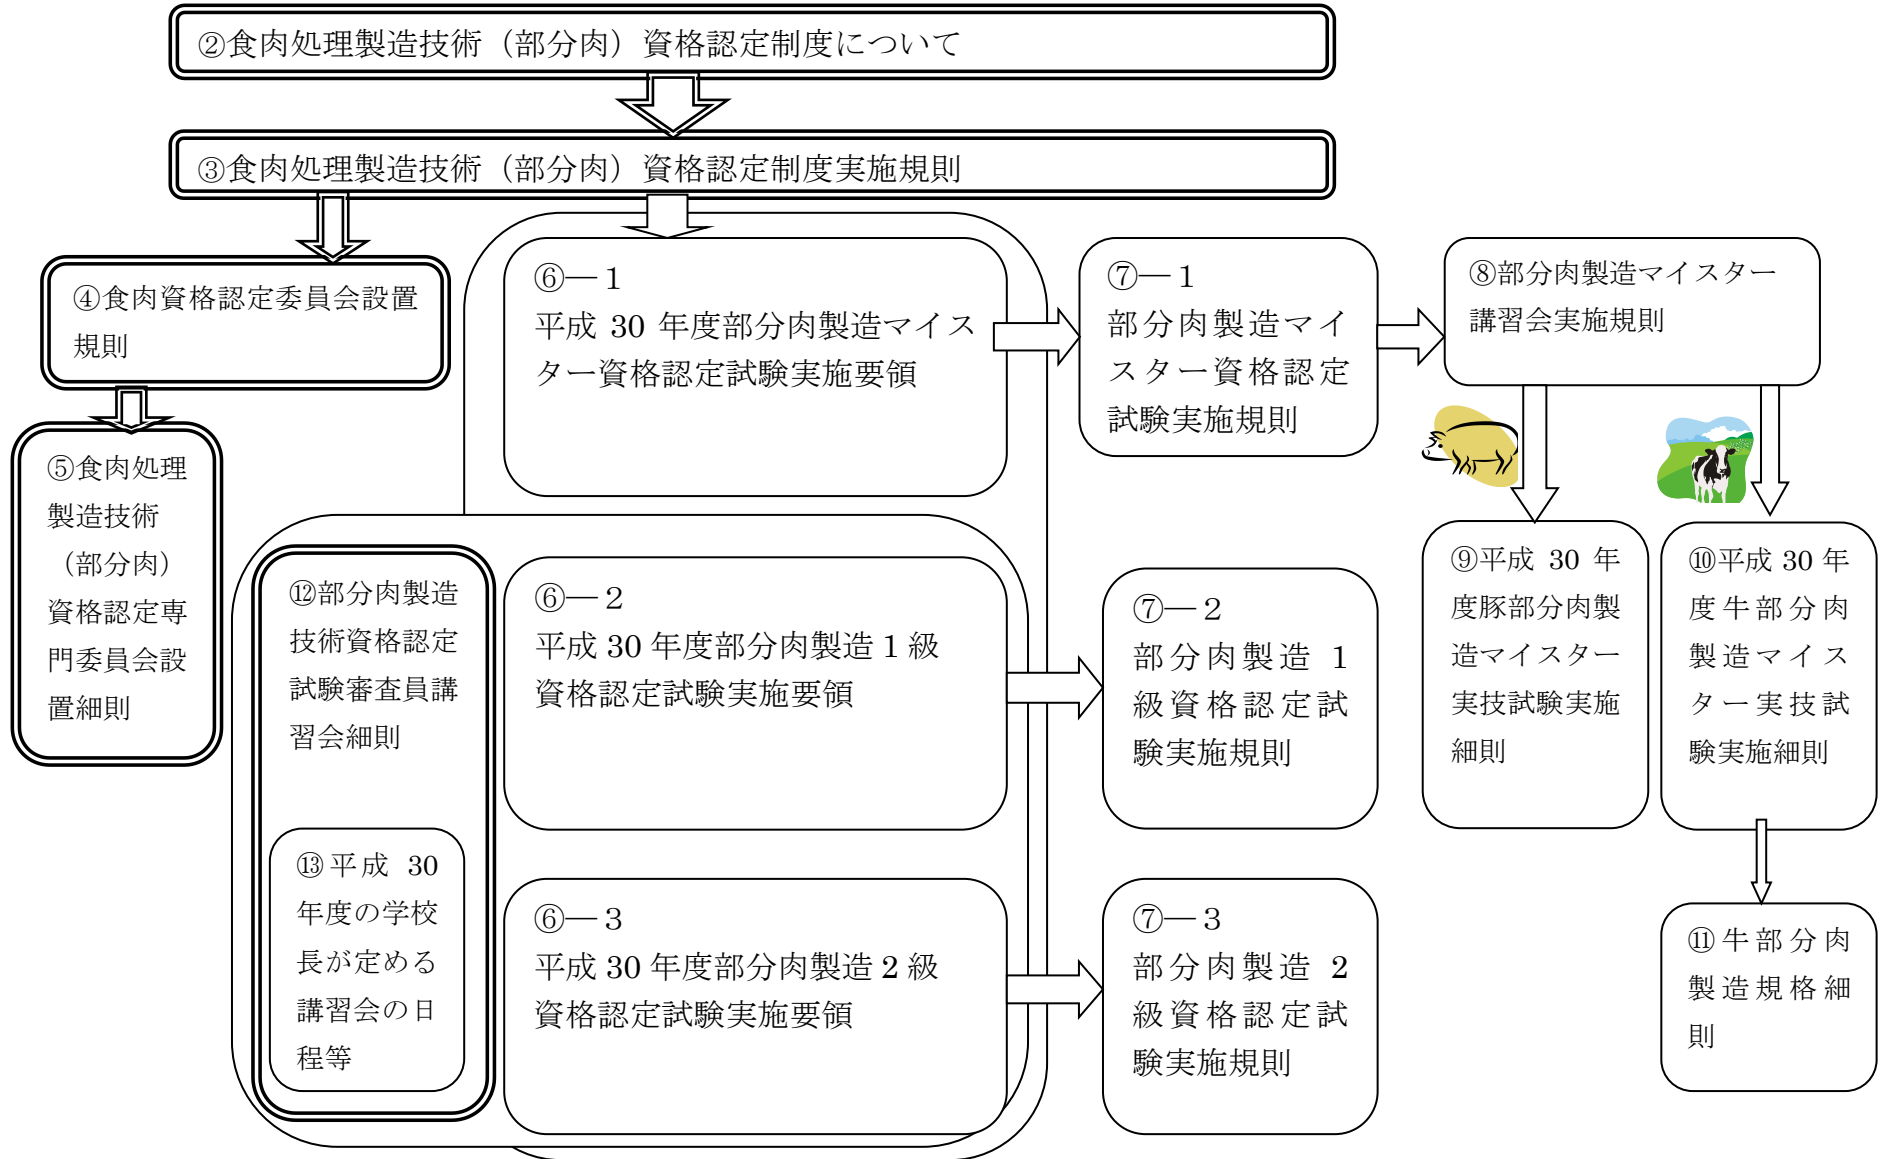 ②食肉処理製造技術（部分肉）資格認定制度について
③食肉処理製造技術（部分肉）資格認定制度実施規則
④食肉資格認定委員会設置
規則
⑤食肉処理
製造技術
（部分肉）
資格認定専
門委員会設
置細則
⑥―１
平成 30 年度部分肉製造マイス
ター資格認定試験実施要領
⑦―１
部分肉製造マイ
スター資格認定
試験実施規則
⑧部分肉製造マイスター
講習会実施規則
⑨平成 30 年
度豚部分肉製
造マイスター
実技試験実施
細則
⑩平成 30 年
度牛部分肉
製造マイス
ター実技試
験実施細則
⑪牛部分肉
製造規格細
則
⑫部分肉製造
技術資格認定
試験審査員講
習会細則
⑬平成 30
年度の学校
長が定める
講習会の日
程等
⑥―２
平成 30 年度部分肉製造 1 級
資格認定試験実施要領
⑦―２
部分肉製造 1
級資格認定試
験実施規則
⑥―３
平成 30 年度部分肉製造 2 級
資格認定試験実施要領
⑦―３
部分肉製造 2
級資格認定試
験実施規則